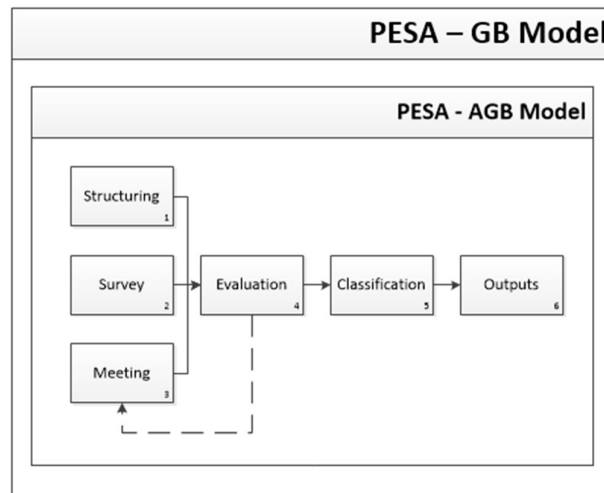 PESA – GB Model
PESA - AGB Model
Structuring
1
Survey
2
Evaluation
4
Classification
5
Outputs
6
Meeting
3